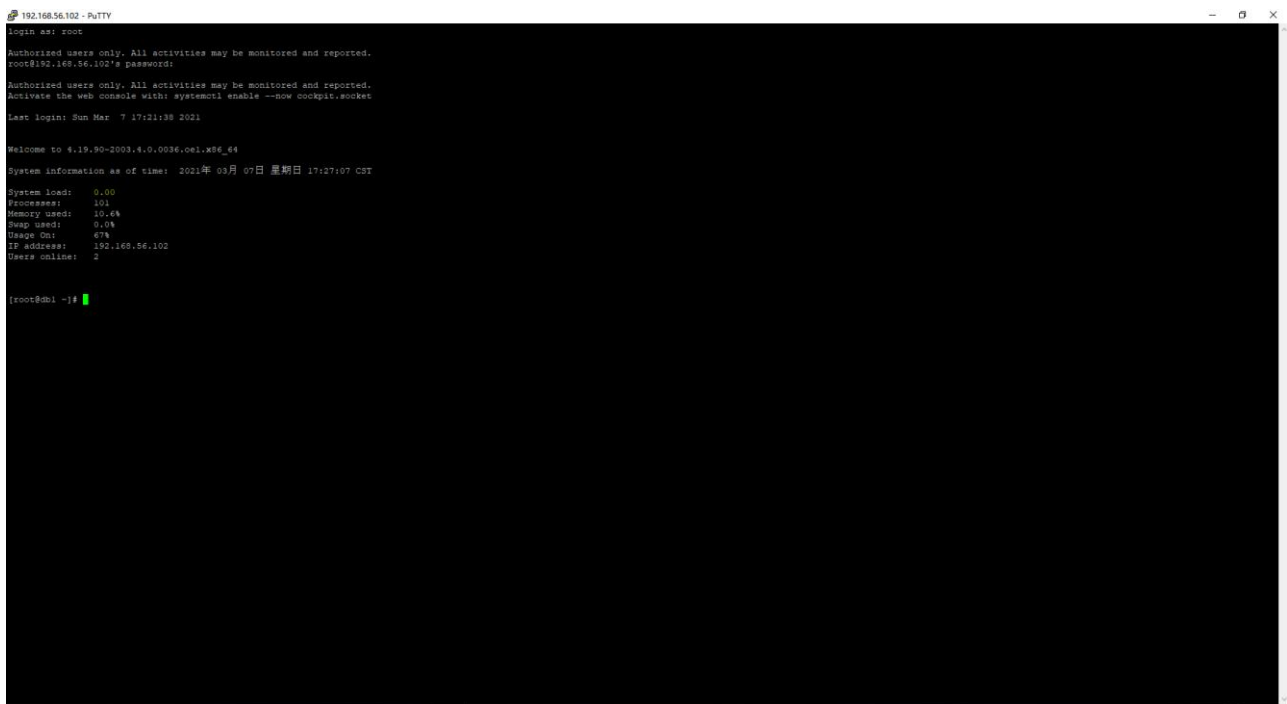 192.168.56.102 - PuTTY
login as: root
Authorized users only. All activities may be monitored and reported.
root@192.168.56.102's password:
Authorized users only. All activities may be monitored and reported.
Activate the web console with: systemctl enable --now cockpit.socket
Last login: Sun Mar  7 17:21:38 2021
Welcome to 4.19.90-2003.4.0.0036.oe1.x86_64
System information as of time:  2021年 03月 07日 星期日 17:27:07 CST
System load:    0.00
Processes:      101
Memory used:    10.6%
Swap used:      0.0%
Usage On:       67%
IP address:     192.168.56.102
Users online:   2
[root@db1 ~]#